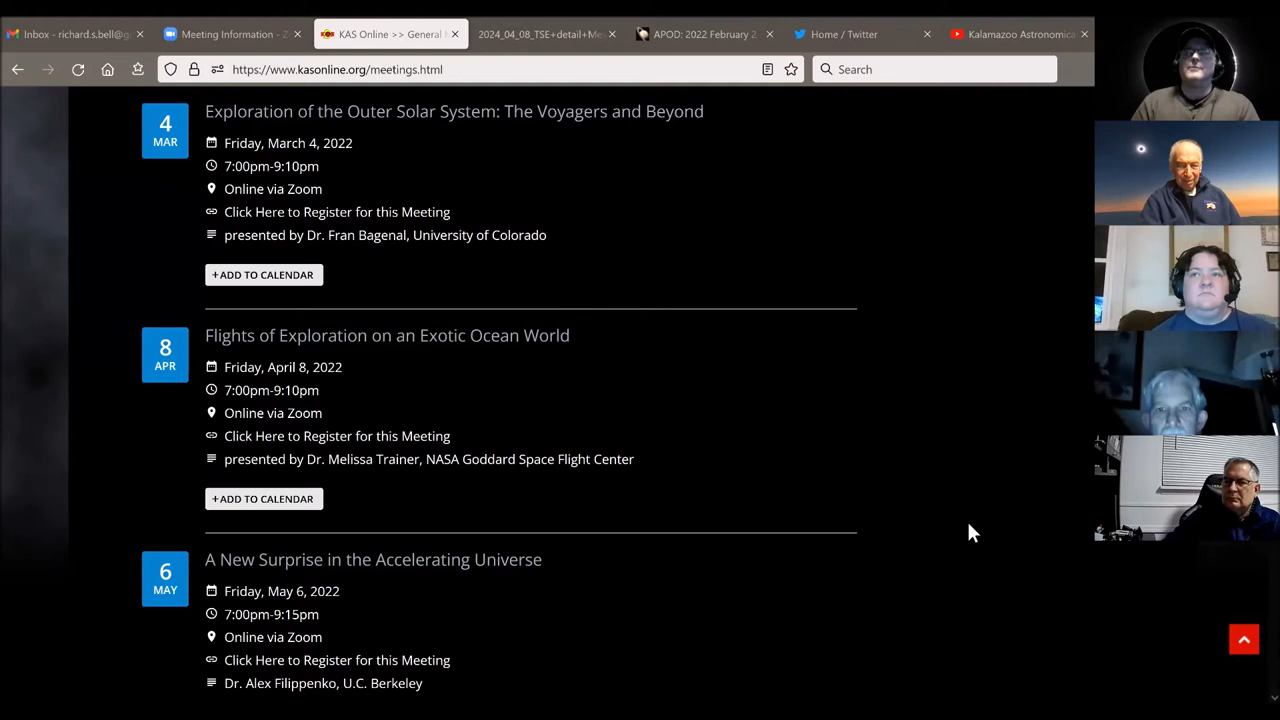 Inbox - richard.s.bell@g
Meeting Information - Z
KAS Online >> General M
2024_04_08_TSE+detail+Me
APOD: 2022 February 2
Home / Twitter
Kalamazoo Astronomica
https://www.kasonline.org/meetings.html
Search
4
MAR
Exploration of the Outer Solar System: The Voyagers and Beyond
Friday, March 4, 2022
7:00pm-9:10pm
Online via Zoom
Click Here to Register for this Meeting
presented by Dr. Fran Bagenal, University of Colorado
+ADD TO CALENDAR
8
APR
Flights of Exploration on an Exotic Ocean World
Friday, April 8, 2022
7:00pm-9:10pm
Online via Zoom
Click Here to Register for this Meeting
presented by Dr. Melissa Trainer, NASA Goddard Space Flight Center
+ADD TO CALENDAR
6
MAY
A New Surprise in the Accelerating Universe
Friday, May 6, 2022
7:00pm-9:15pm
Online via Zoom
Click Here to Register for this Meeting
Dr. Alex Filippenko, U.C. Berkeley